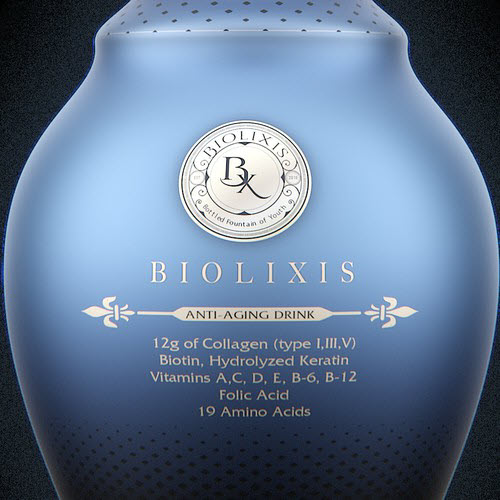 BIOLIXIS
Bx
Bottled Fountain of Youth
BIOLIXIS
ANTI-AGING DRINK
12g of Collagen (type I,III,V)
Biotin, Hydrolyzed Keratin
Vitamins A,C, D, E, B-6, B-12
Folic Acid
19 Amino Acids